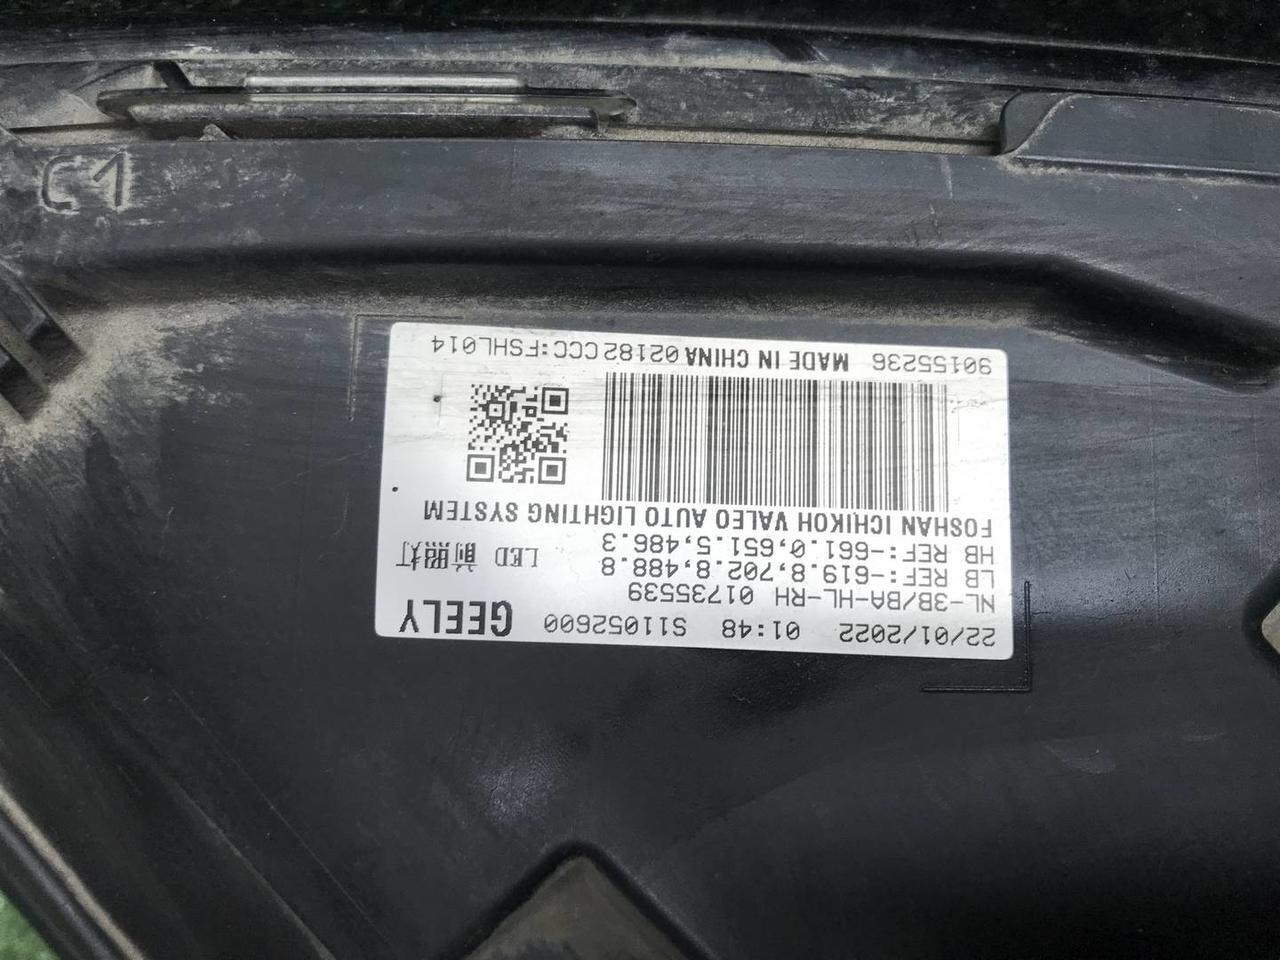 C1
22/01/2022 01:48 S11052600 GEELY
NL-3B/BA-HL-RH 01735539
LB REF:-619.8,702.8,488.8
HB REF:-661.0,651.5,486.3
LED 前照灯
FOSHAN ICHIKOH VALEO AUTO LIGHTING SYSTEM
90155236 MADE IN CHINA 02182 CCC:FSHL014